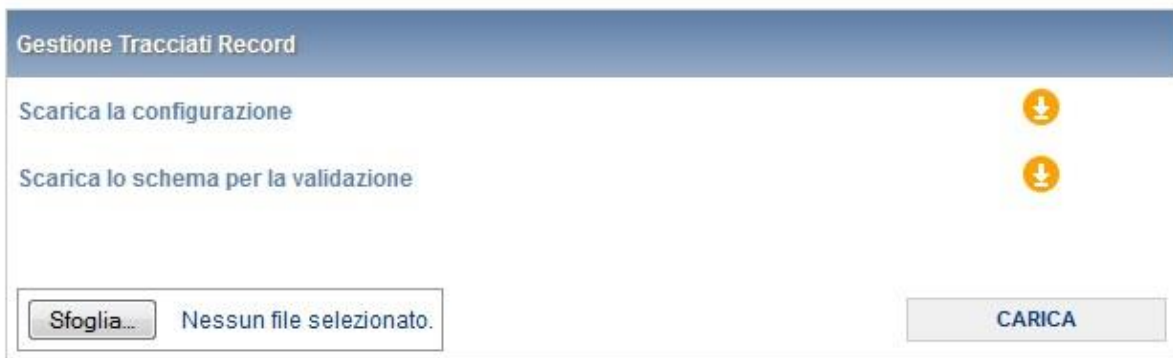 Gestione Tracciati Record
Scarica la configurazione
Scarica lo schema per la validazione
Sfoglia... Nessun file selezionato.
CARICA